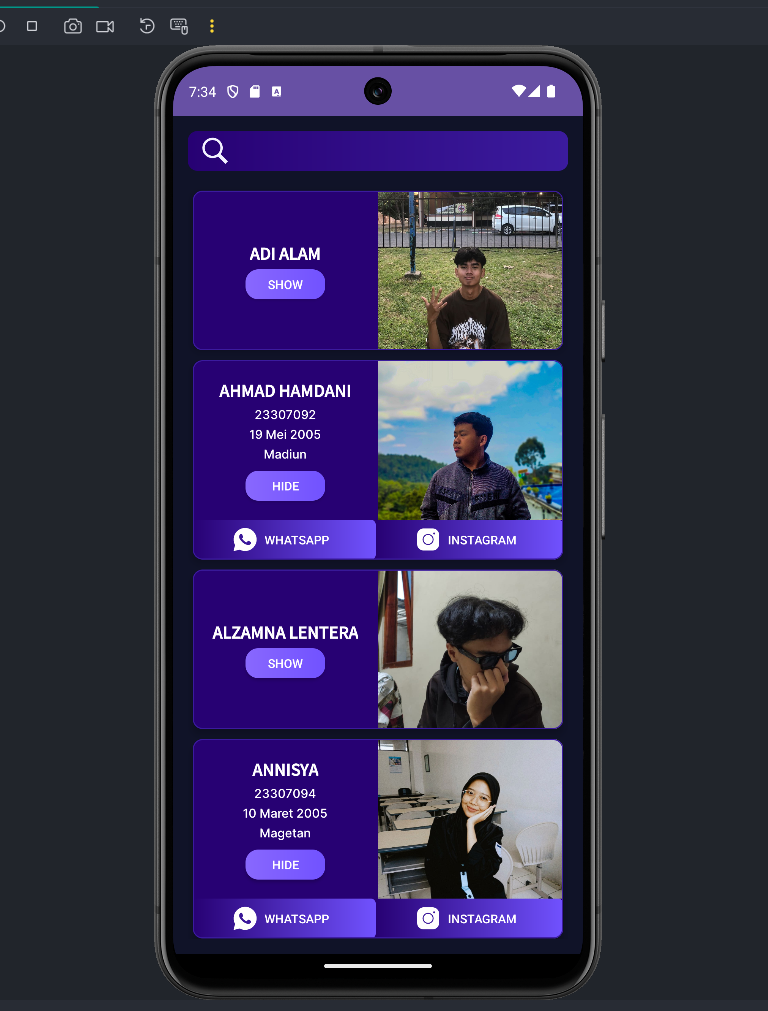 7:34
A
ADI ALAM
SHOW
AHMAD HAMDANI
23307092
19 Mei 2005
Madiun
HIDE
WHATSAPP
INSTAGRAM
ALZAMNA LENTERA
SHOW
ANNISYA
23307094
10 Maret 2005
Magetan
HIDE
WHATSAPP
INSTAGRAM